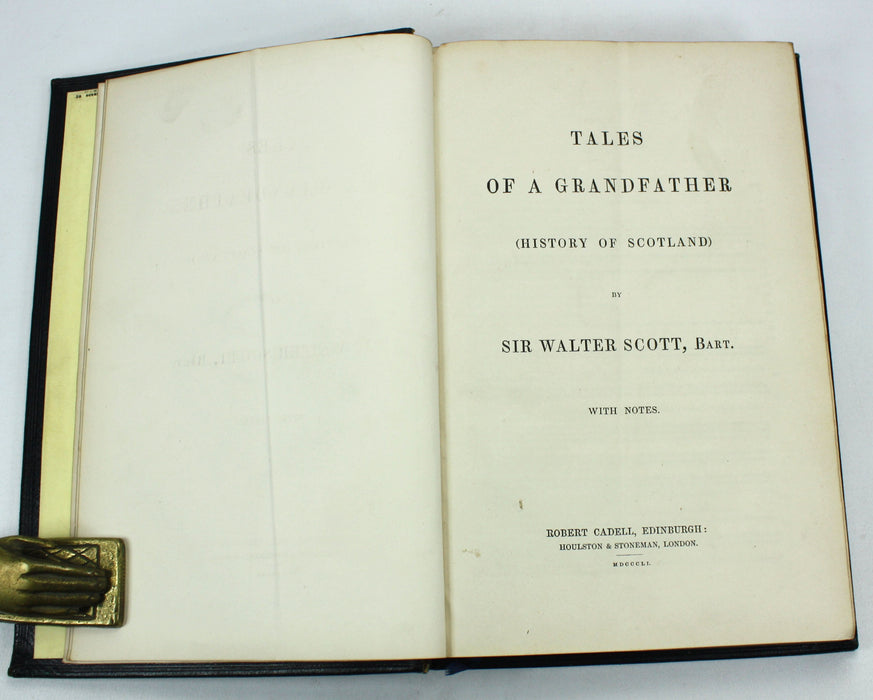 TALES
OF A GRANDFATHER
(HISTORY OF SCOTLAND)
BY
SIR WALTER SCOTT, BART.
WITH NOTES.
ROBERT CADELL, EDINBURGH:
HOULSTON & STONEMAN, LONDON.
MDCCCLI.